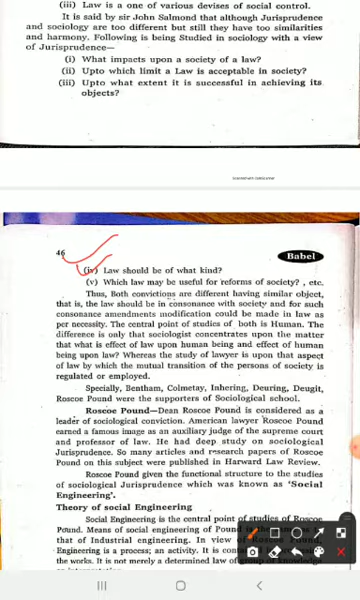 (iii) Law is a one of various devises of social control.
It is said by sir John Salmond that although Jurisprudence
and sociology are too different but still they have too similarities
and harmony. Following is being Studied in sociology with a view
of Jurisprudence—
(i) What impacts upon a society of a law?
(ii) Upto which limit a Law is acceptable in society?
(iii) Upto what extent it is successful in achieving its
objects?
46
Babel
(iv) Law should be of what kind?
(v) Which law may be useful for reforms of society? , etc.
Thus, Both convictions are different having similar object,
that is, the law should be in consonance with society and for such
consonance amendments modification could be made in law as
per necessity. The central point of studies of both is Human. The
difference is only that sociologist concentrates upon the matter
that what is effect of law upon human being and effect of human
being upon law? Whereas the study of lawyer is upon that aspect
of law by which the mutual transition of the persons of society is
regulated or employed.
Specially, Bentham, Colmetay, Inhering, Deuring, Deugit,
Roscoe Pound were the supporters of Sociological school.
Roscoe Pound—Dean Roscoe Pound is considered as a
leader of sociological conviction. American lawyer Roscoe Pound
earned a famous image as an auxiliary judge of the supreme court
and professor of law. He had deep study on sociological
Jurisprudence. So many articles and research papers of Roscoe
Pound on this subject were published in Harward Law Review.
Roscoe Pound given the functional structure to the studies
of sociological Jurisprudence which was known as 'Social
Engineering'.
Theory of social Engineering
Social Engineering is the central point of studies of Roscoe
Pound. Means of social engineering of Pound is the same as
that of Industrial engineering. In view of Roscoe Pound,
Engineering is a process; an activity. It is
the works. It is not merely a determined law of group of knowledge